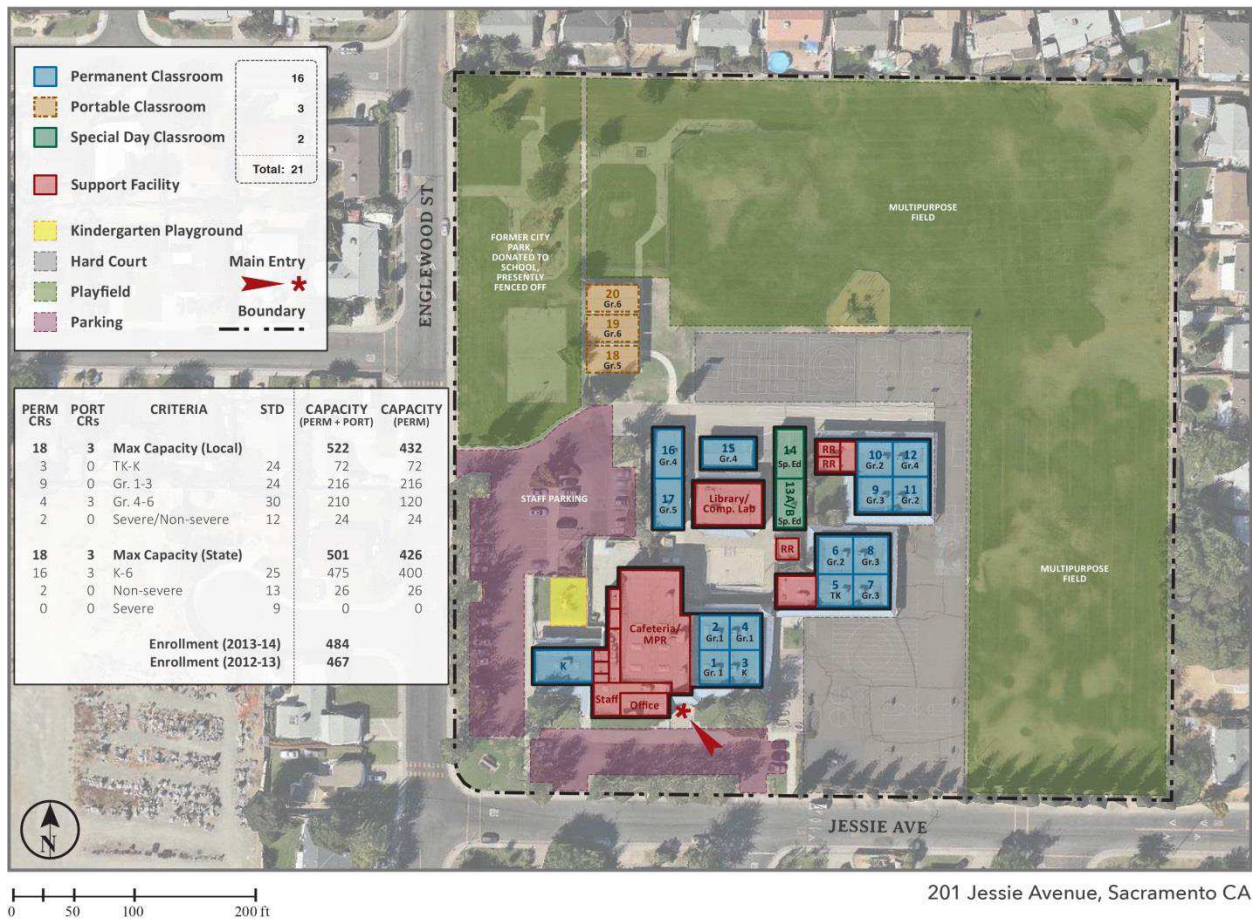 Permanent Classroom 16
Portable Classroom 3
Special Day Classroom 2
Total: 21
Support Facility
Kindergarten Playground
Hard Court
Main Entry
Playfield
*
Parking
Boundary
ENGLEWOOD ST
PERM CRs PORT CRs CRITERIA STD CAPACITY (PERM + PORT) CAPACITY (PERM)
18 3 Max Capacity (Local) 522 432
3 0 TK-K 24 72 72
9 0 Gr. 1-3 24 216 216
4 3 Gr. 4-6 30 210 120
2 0 Severe/Non-severe 12 24 24
18 3 Max Capacity (State) 501 426
16 3 K-6 25 475 400
2 0 Non-severe 13 26 26
0 0 Severe 9 0 0
Enrollment (2013-14) 484
Enrollment (2012-13) 467
FORMER CITY
PARK,
DONATED TO
SCHOOL,
PRESENTLY
FENCED OFF
MULTIPURPOSE
FIELD
20
Gr.6
19
Gr.6
18
Gr.5
16
Gr.4
17
Gr.5
15
Gr.4
Library/
Comp. Lab
14
Sp. Ed
13A/B
Sp. Ed
RR
RR
10
Gr.2
12
Gr.4
9
Gr.3
11
Gr.2
STAFF PARKING
RR
6
Gr.2
8
Gr.3
5
TK
7
Gr.3
MULTIPURPOSE
FIELD
Cafeteria/
MPR
2
Gr.1
4
Gr.1
1
Gr. 1
3
K
K
Staff
Office
*
JESSIE AVE
N
0 50 100 200 ft
201 Jessie Avenue, Sacramento CA